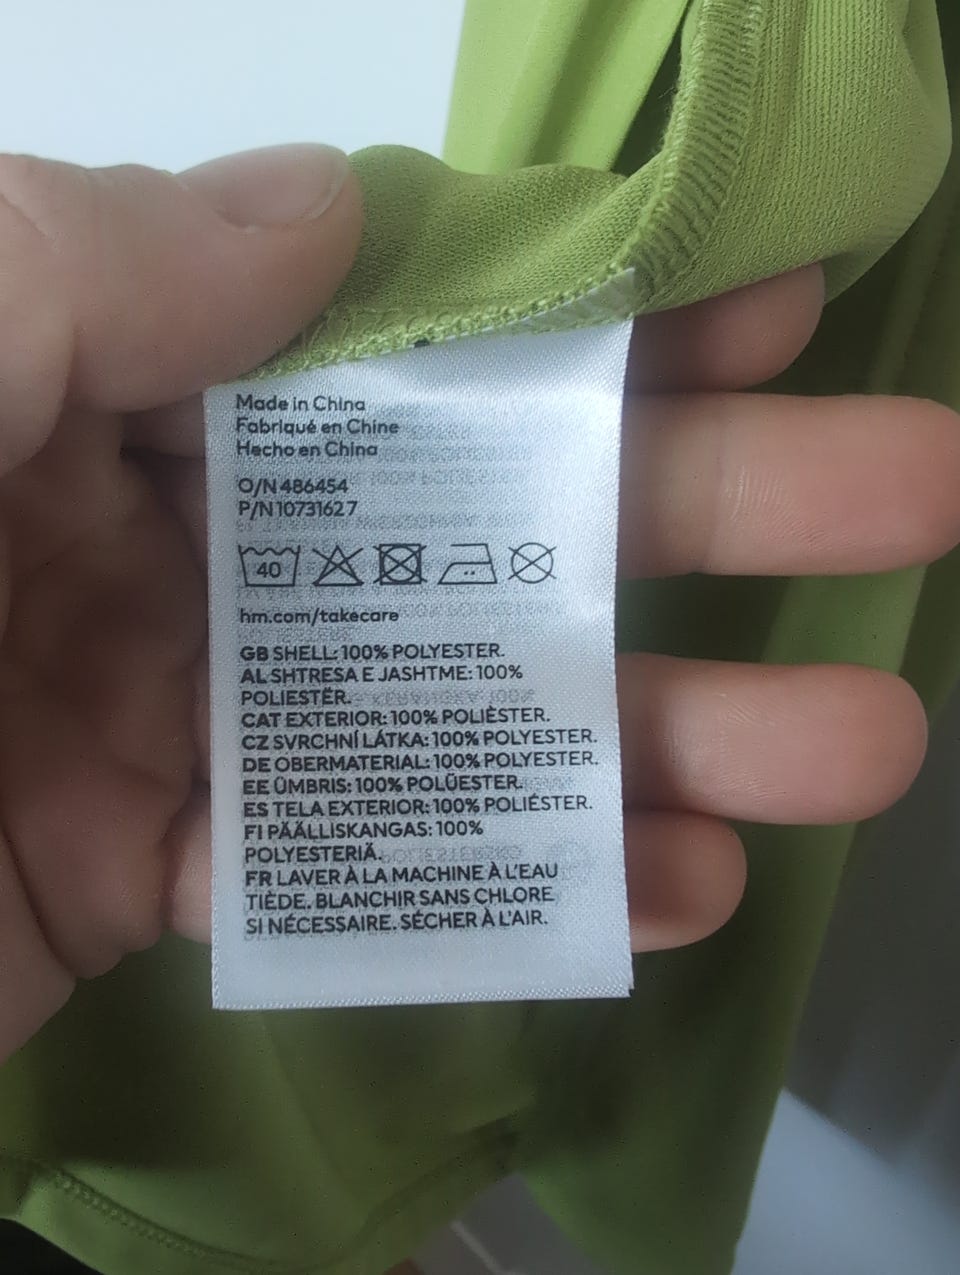 Made in China
Fabriqué en Chine
Hecho en China
O/N 486454
P/N 10731627
40
hm.com/takecare
GB SHELL: 100% POLYESTER.
AL SHTRESA E JASHTME: 100%
POLIESTËR.
CAT EXTERIOR: 100% POLIÈSTER.
CZ SVRCHNÍ LÁTKA: 100% POLYESTER.
DE OBERMATERIAL: 100% POLYESTER.
EE ÜMBRIS: 100% POLÜESTER.
ES TELA EXTERIOR: 100% POLIÉSTER.
FI PÄÄLLISKANGAS: 100%
POLYESTERIÄ.
FR LAVER À LA MACHINE À L'EAU
TIÈDE. BLANCHIR SANS CHLORE
SI NÉCESSAIRE. SÉCHER À L'AIR.